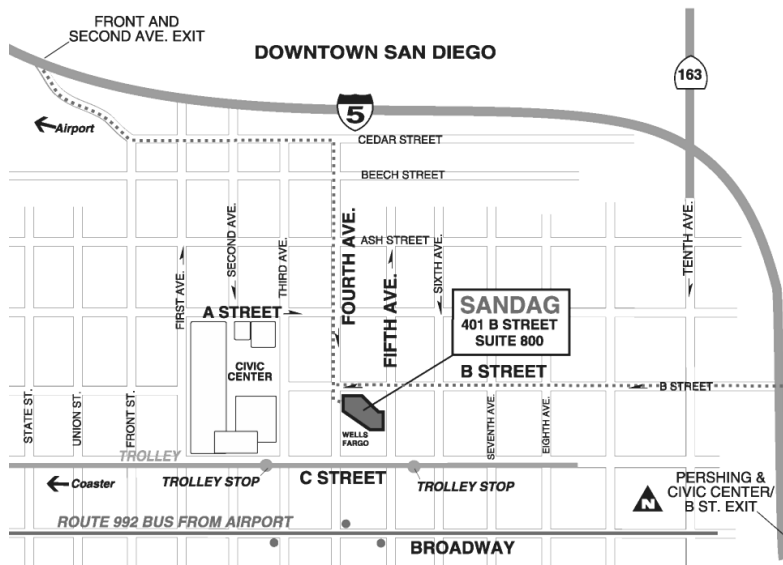 FRONT AND
SECOND AVE. EXIT
DOWNTOWN SAN DIEGO
163
5
Airport
CEDAR STREET
BEECH STREET
ASH STREET
FIRST AVE.
SECOND AVE.
THIRD AVE.
FOURTH AVE.
FIFTH AVE.
SIXTH AVE.
TENTH AVE.
A STREET
SANDAG
401 B STREET
SUITE 800
CIVIC
CENTER
B STREET
B STREET
STATE ST.
UNION ST.
FRONT ST.
WELLS
FARGO
SEVENTH AVE.
EIGHTH AVE.
TROLLEY
TROLLEY STOP
C STREET
TROLLEY STOP
Coaster
N
PERSHING &
CIVIC CENTER/
B ST. EXIT
ROUTE 992 BUS FROM AIRPORT
BROADWAY